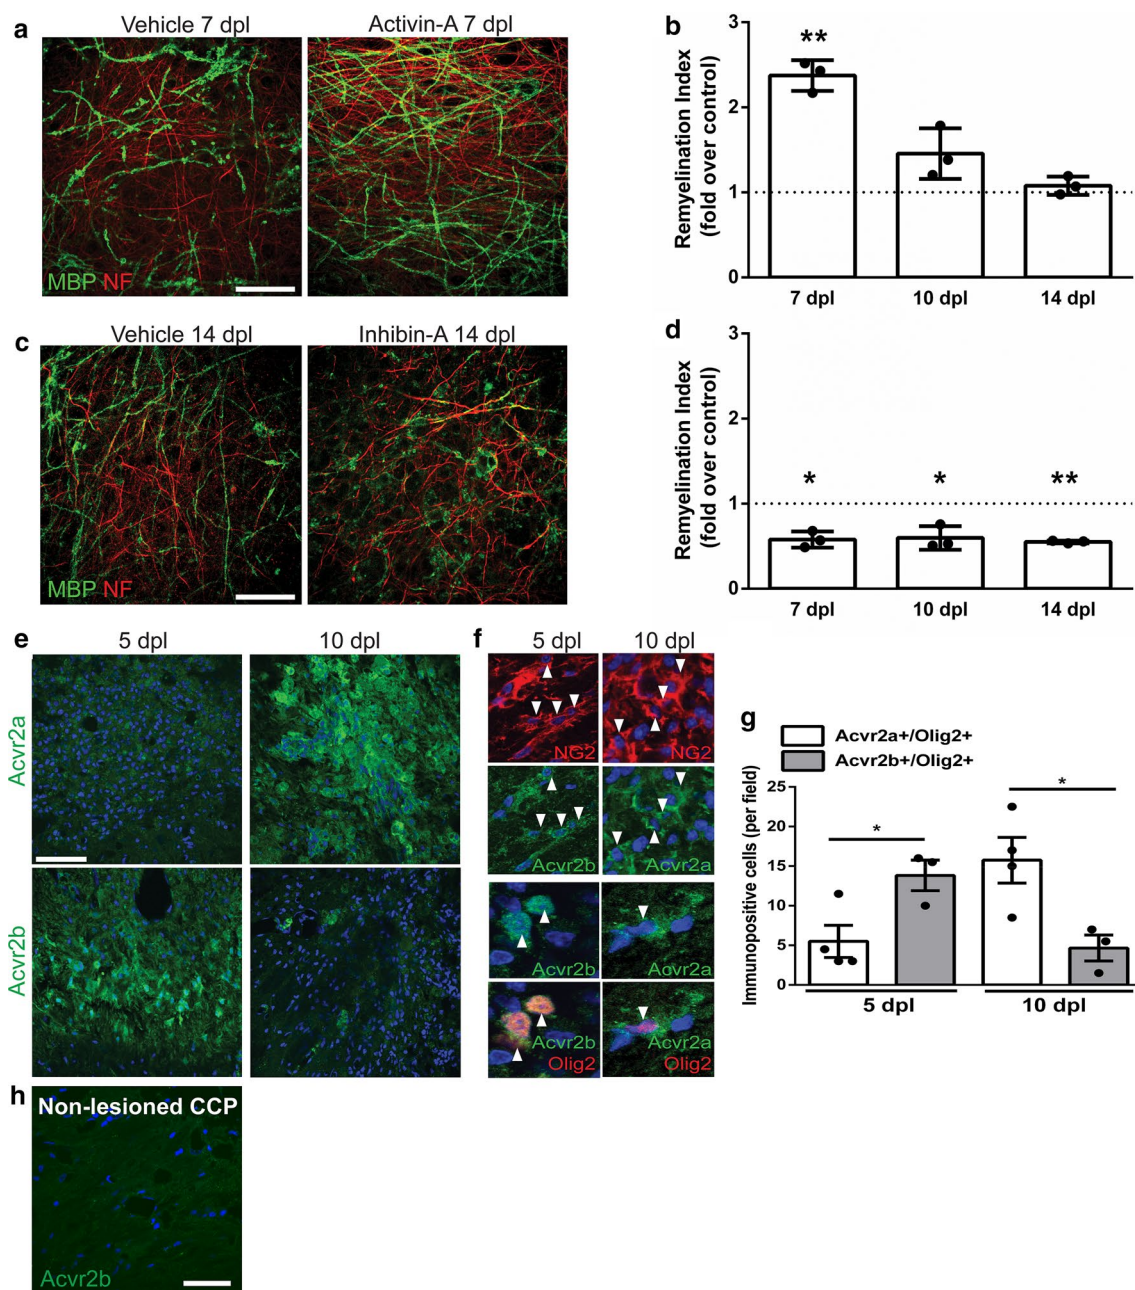 a
Vehicle 7 dpl
Activin-A 7 dpl
MBP NF
b
Remyelination Index
(fold over control)
3
2
1
0
**
7 dpl
10 dpl
14 dpl
c
Vehicle 14 dpl
Inhibin-A 14 dpl
MBP NF
d
Remyelination Index
(fold over control)
3
2
1
0
*
*
**
7 dpl
10 dpl
14 dpl
e
5 dpl
10 dpl
Acvr2a
Acvr2b
f
5 dpl
10 dpl
NG2
NG2
Acvr2b
Acvr2a
Acvr2b
Acvr2a
Acvr2b
Olig2
Acvr2a
Olig2
g
Acvr2a+/Olig2+
Acvr2b+/Olig2+
Immunopositive cells (per field)
25
20
15
10
5
0
*
*
5 dpl
10 dpl
h
Non-lesioned CCP
Acvr2b